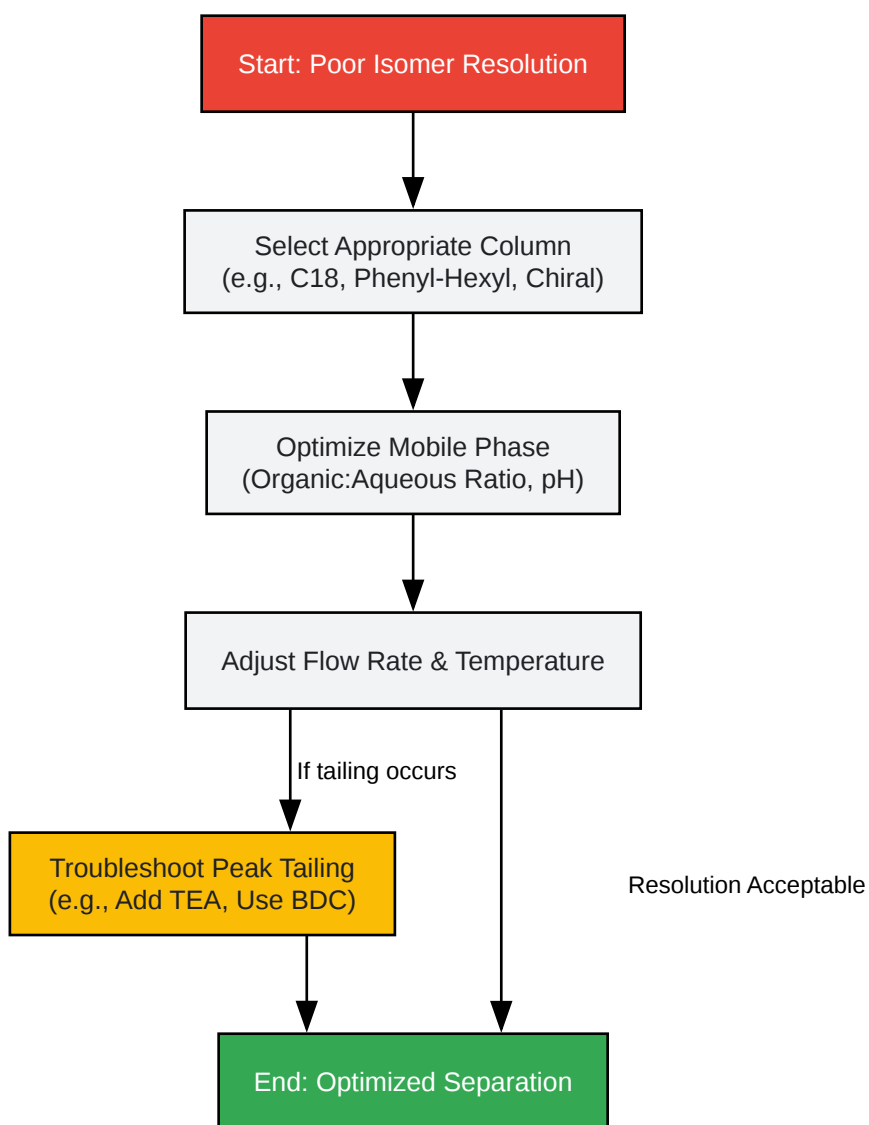 Start: Poor Isomer Resolution
Select Appropriate Column
(e.g., C18, Phenyl-Hexyl, Chiral)
Optimize Mobile Phase
(Organic:Aqueous Ratio, pH)
Adjust Flow Rate & Temperature
If tailing occurs
Troubleshoot Peak Tailing
(e.g., Add TEA, Use BDC)
Resolution Acceptable
End: Optimized Separation